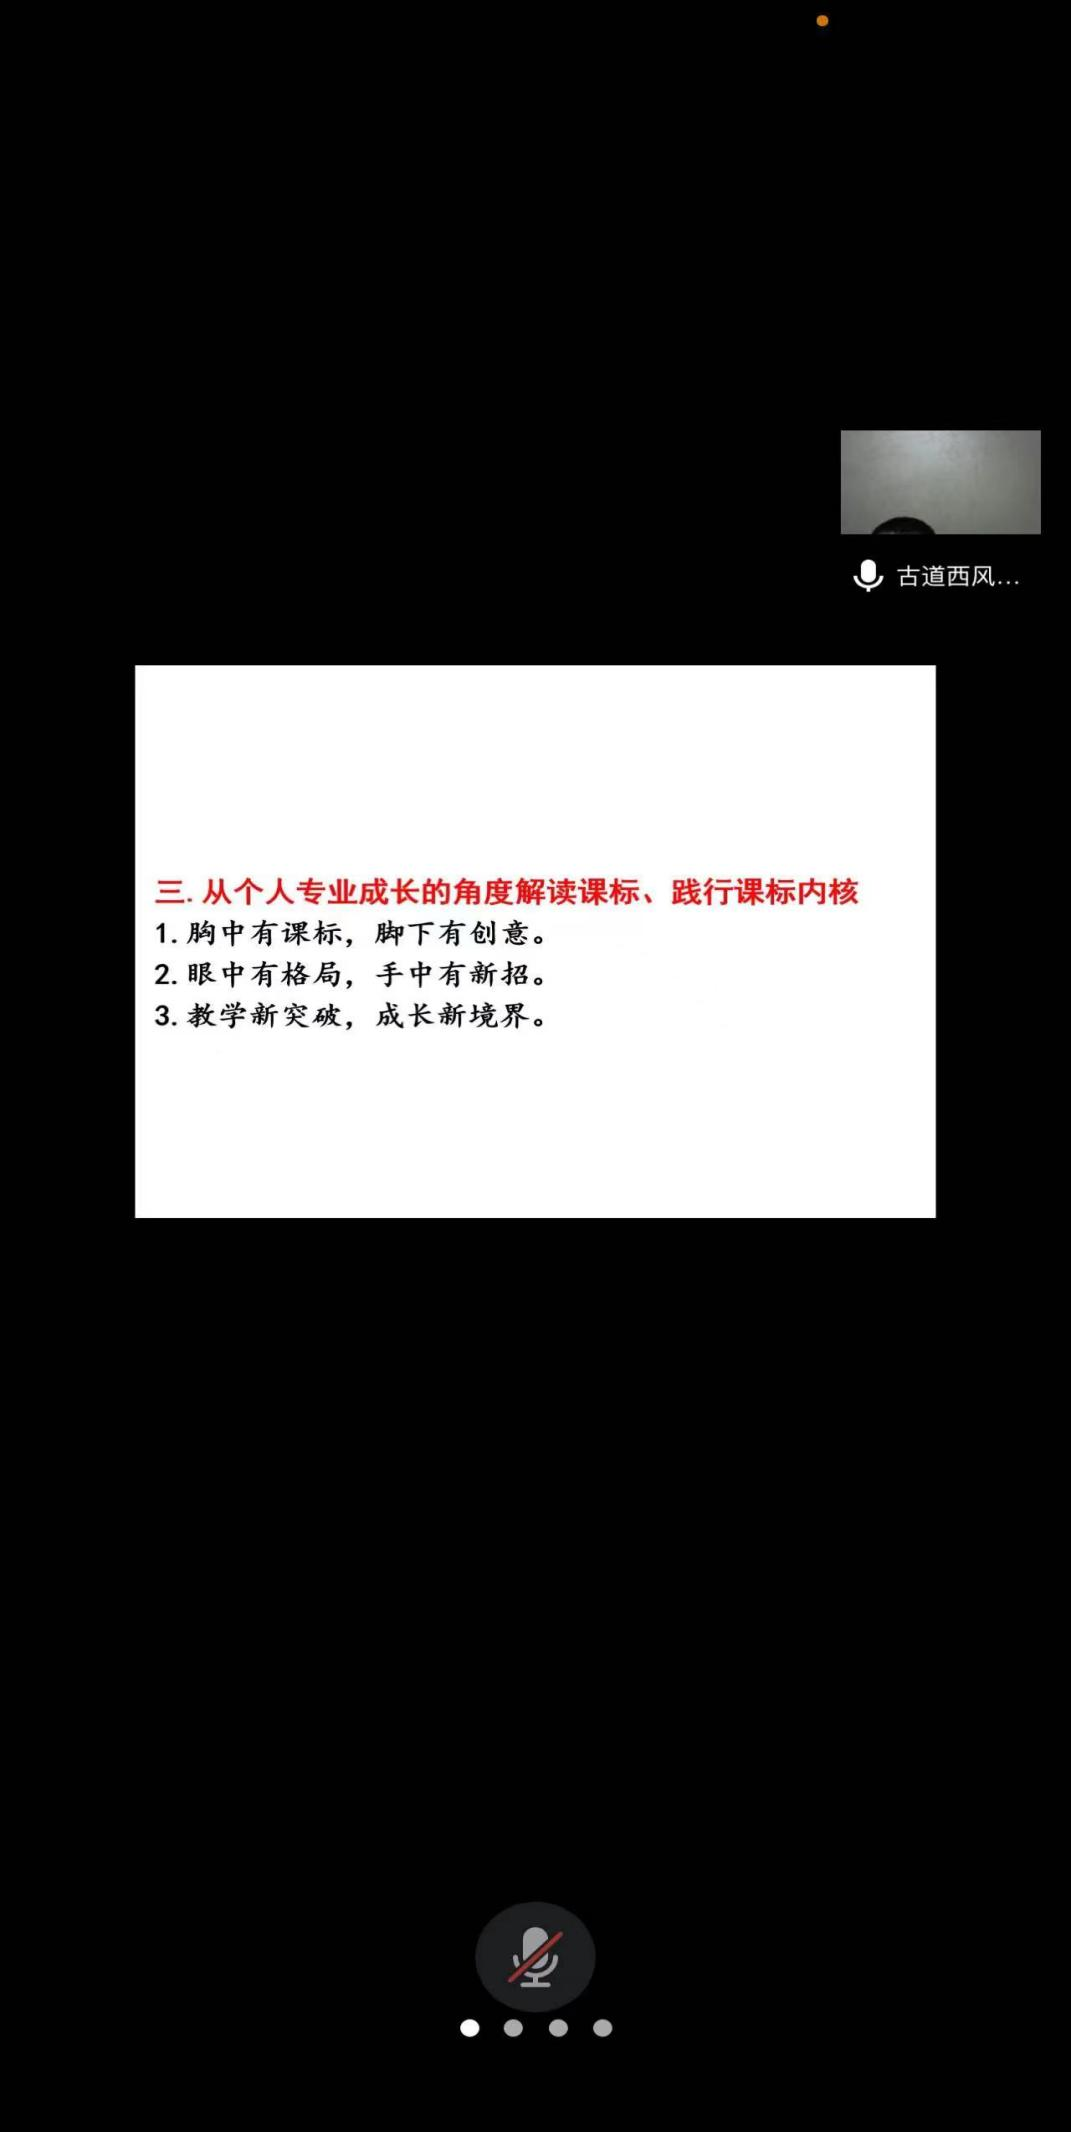 古道西风...
三.从个人专业成长的角度解读课标、践行课标内核
1.胸中有课标，脚下有创意。
2.眼中有格局，手中有新招。
3.教学新突破，成长新境界。